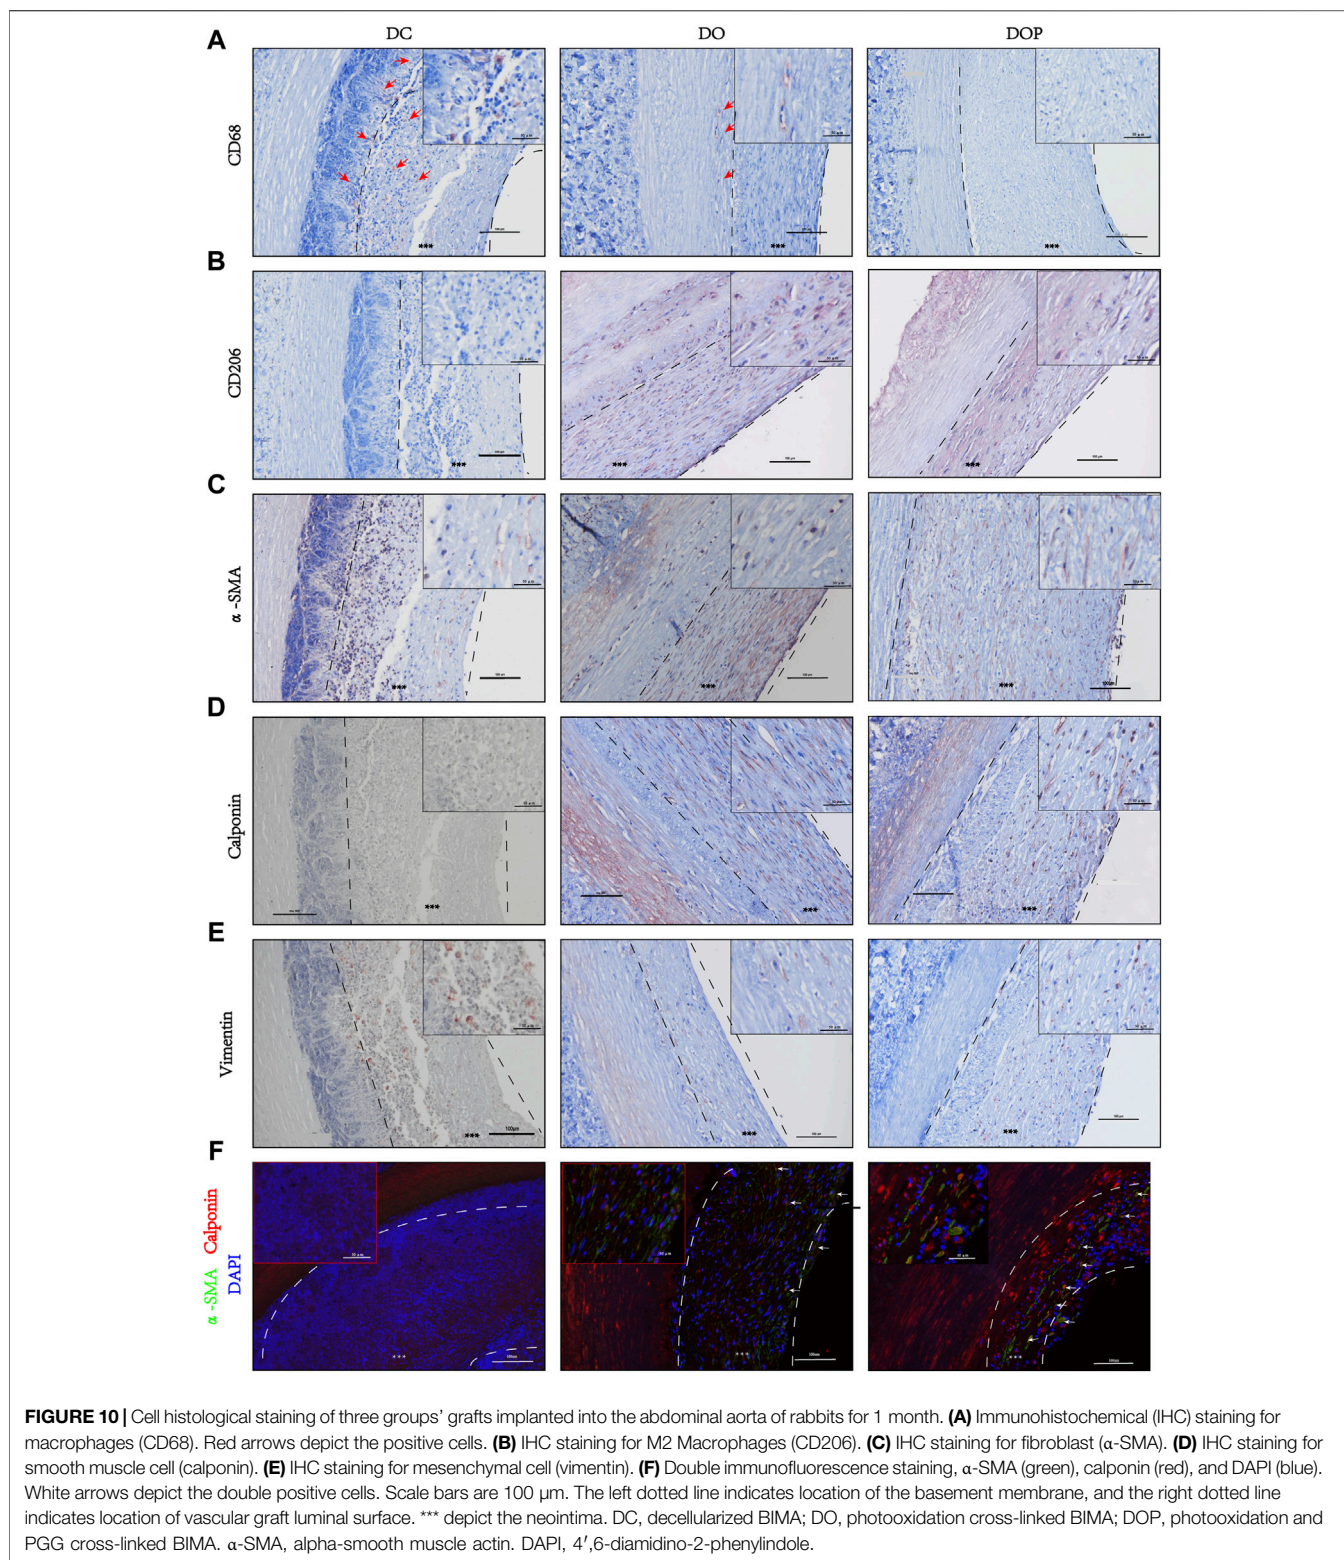 DC DO DOP
A
CD68
***
***
***
B
CD206
***
***
***
C
α-SMA
***
***
***
D
Calponin
***
***
***
E
Vimentin
100μm
***
***
***
F
α-SMA Calponin
DAPI
***
***
***
FIGURE 10 | Cell histological staining of three groups' grafts implanted into the abdominal aorta of rabbits for 1 month. (A) Immunohistochemical (IHC) staining for
macrophages (CD68). Red arrows depict the positive cells. (B) IHC staining for M2 Macrophages (CD206). (C) IHC staining for fibroblast (α-SMA). (D) IHC staining for
smooth muscle cell (calponin). (E) IHC staining for mesenchymal cell (vimentin). (F) Double immunofluorescence staining, α-SMA (green), calponin (red), and DAPI (blue).
White arrows depict the double positive cells. Scale bars are 100 μm. The left dotted line indicates location of the basement membrane, and the right dotted line
indicates location of vascular graft luminal surface. *** depict the neointima. DC, decellularized BIMA; DO, photooxidation cross-linked BIMA; DOP, photooxidation and
PGG cross-linked BIMA. α-SMA, alpha-smooth muscle actin. DAPI, 4′,6-diamidino-2-phenylindole.